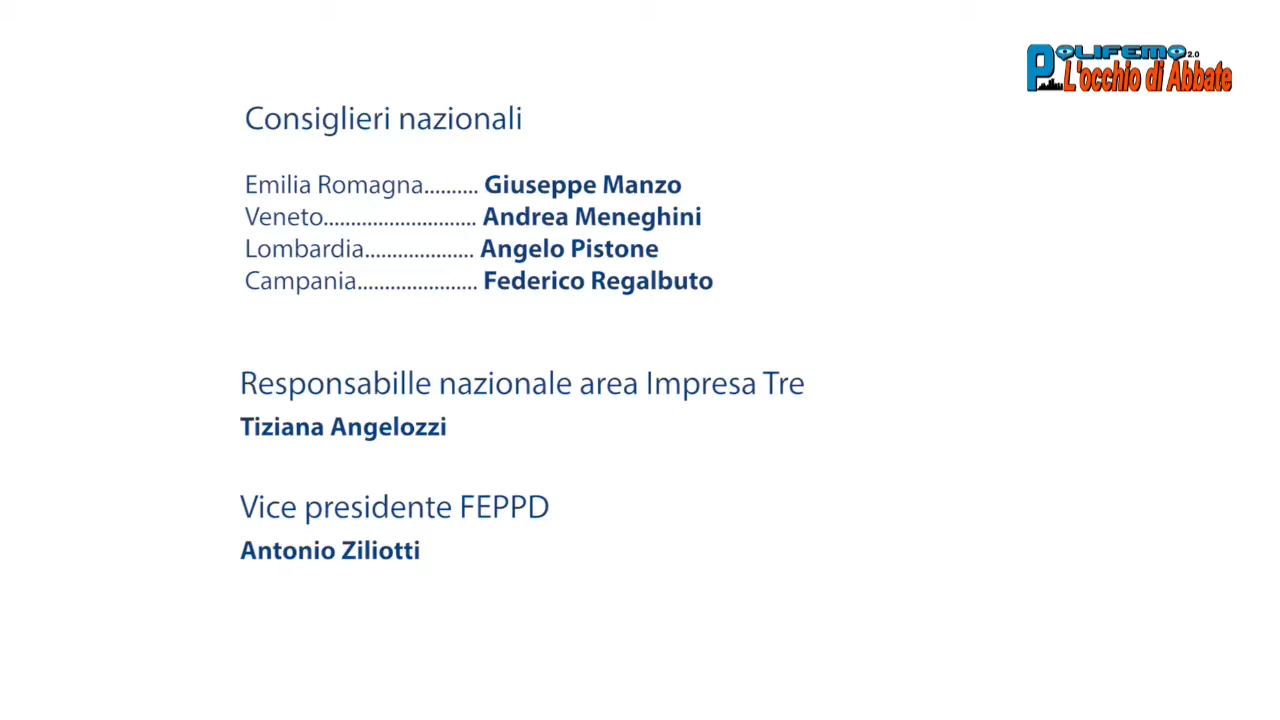 POLIFEMO 2.0
L'occhio di Abbate
Consiglieri nazionali
Emilia Romagna.......... Giuseppe Manzo
Veneto............................ Andrea Meneghini
Lombardia.................... Angelo Pistone
Campania...................... Federico Regalbuto
Responsabille nazionale area Impresa Tre
Tiziana Angelozzi
Vice presidente FEPPD
Antonio Ziliotti